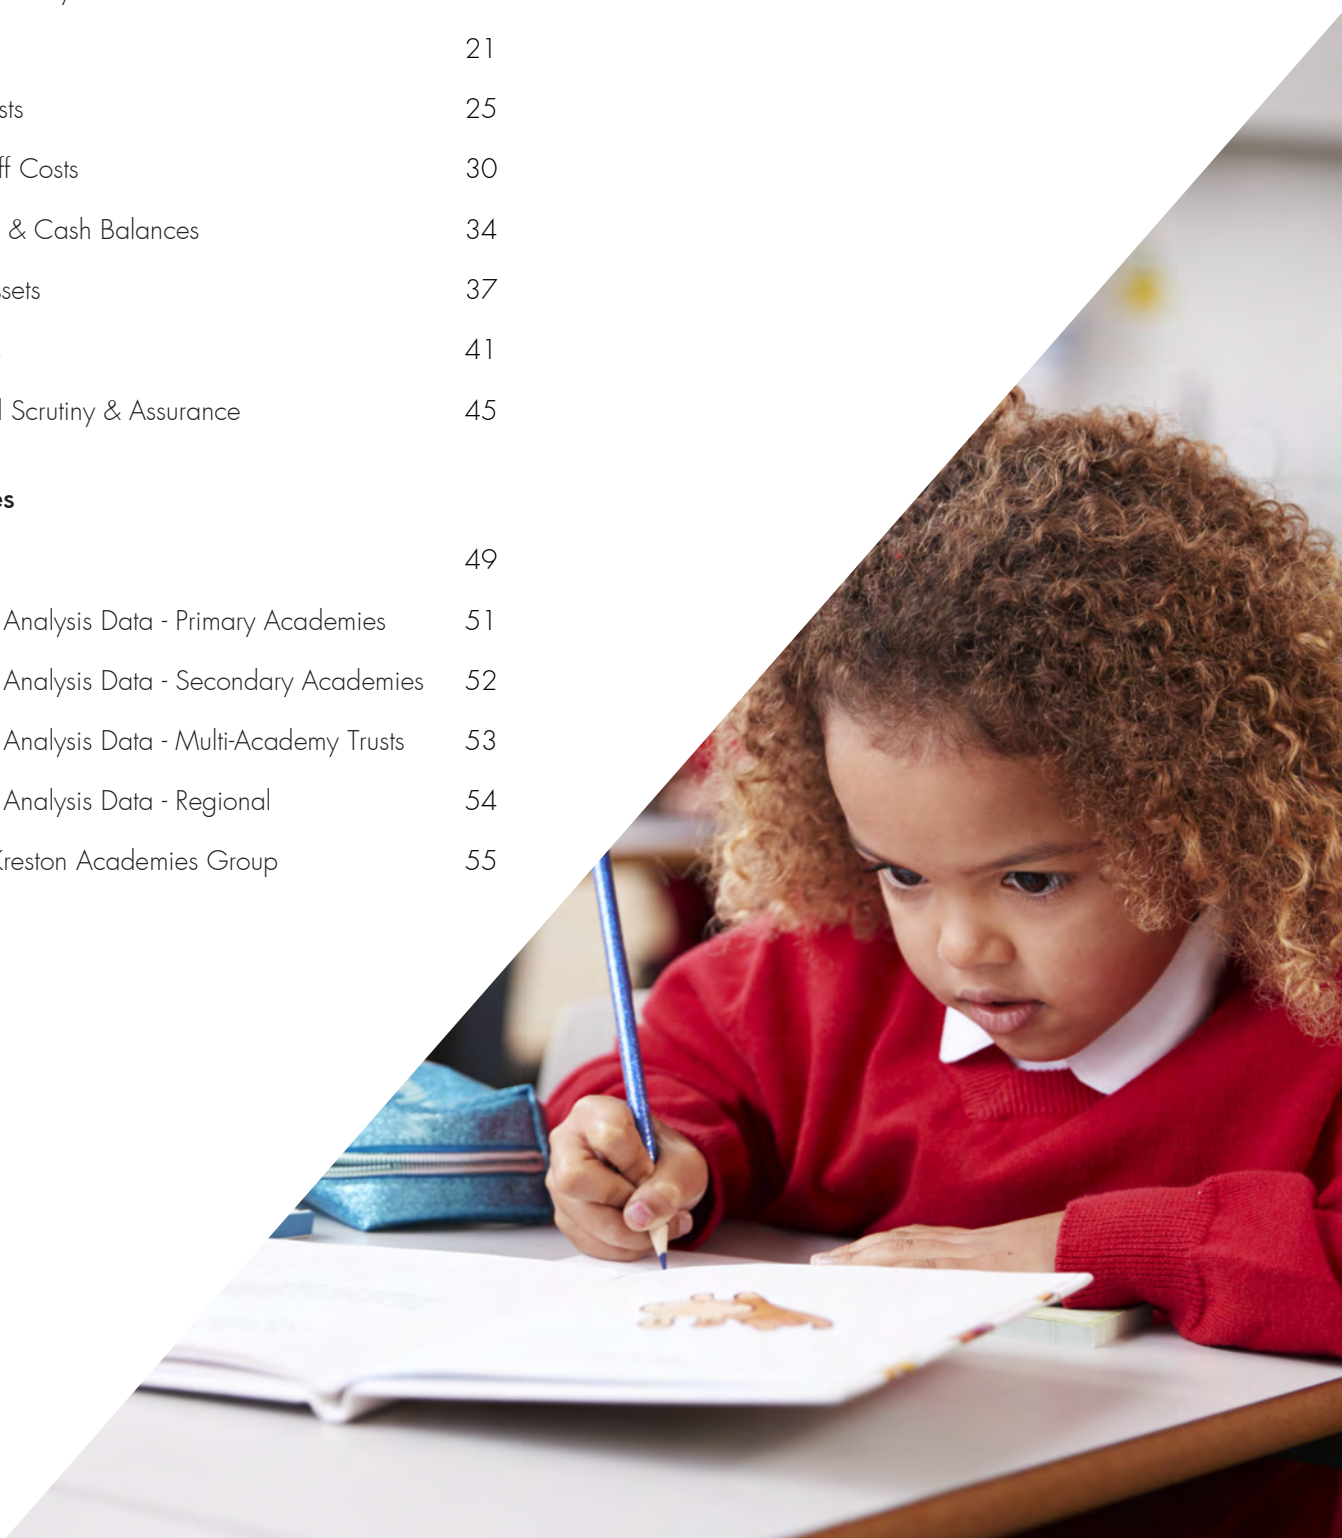 21
sts 25
ff Costs 30
& Cash Balances 34
ssets 37
41
Scrutiny & Assurance 45
es
49
Analysis Data - Primary Academies 51
Analysis Data - Secondary Academies 52
Analysis Data - Multi-Academy Trusts 53
Analysis Data - Regional 54
Kreston Academies Group 55